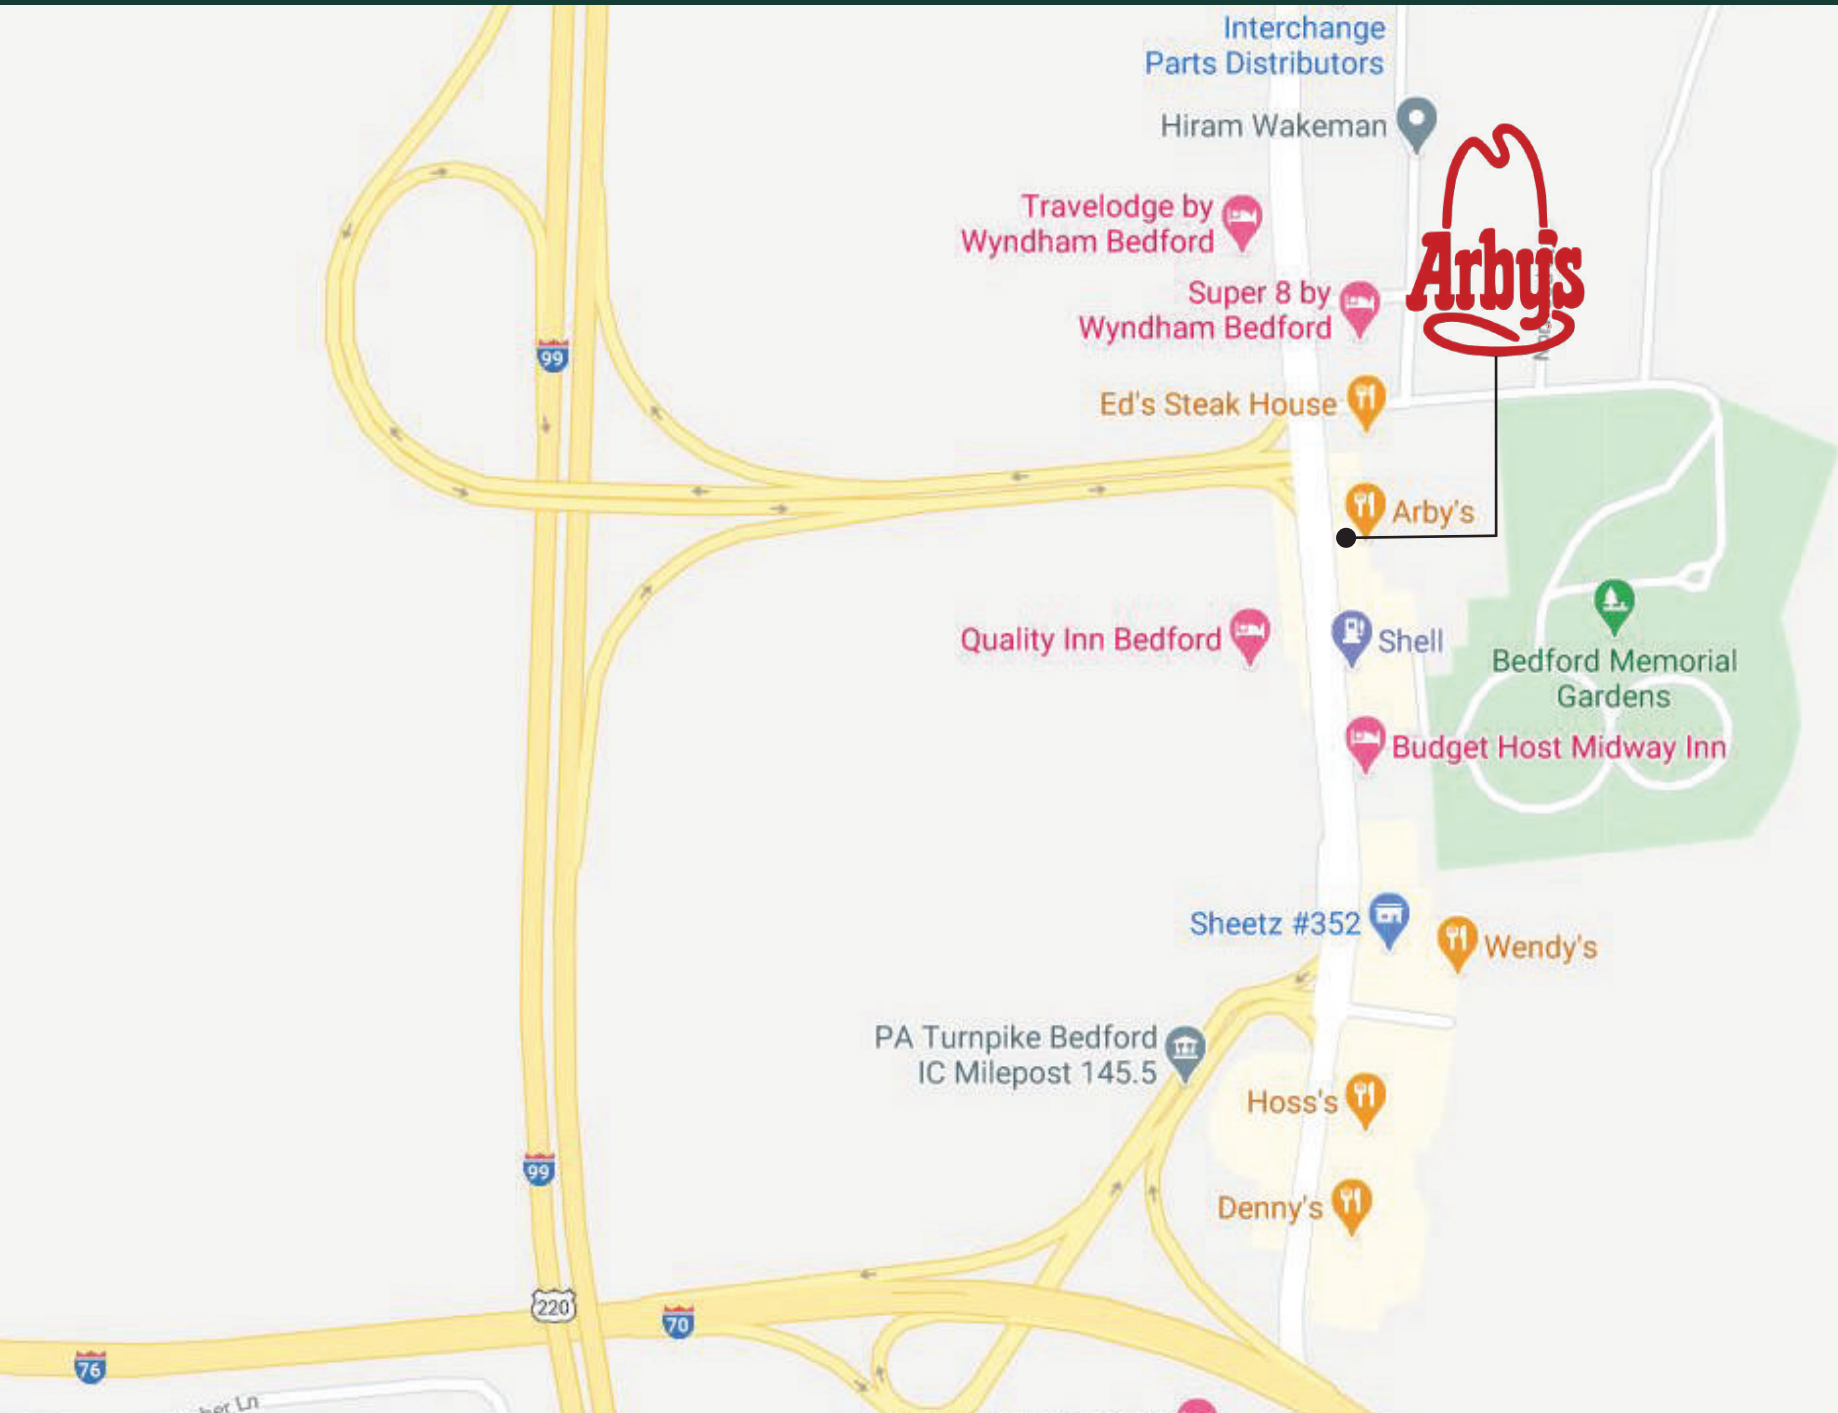 Interchange
Parts Distributors
Hiram Wakeman
Travelodge by
Wyndham Bedford
Super 8 by
Wyndham Bedford
Arby's
99
Ed's Steak House
Arby's
Quality Inn Bedford
Shell
Bedford Memorial
Gardens
Budget Host Midway Inn
Sheetz #352
Wendy's
PA Turnpike Bedford
IC Milepost 145.5
Hoss's
99
Denny's
220
70
76
Ln